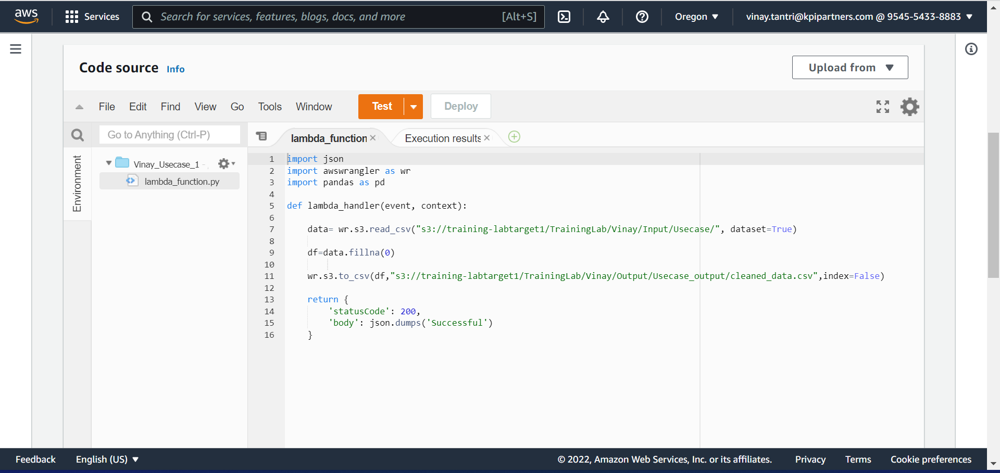 aws
Services
Search for services, features, blogs, docs, and more [Alt+S]
Oregon ▼
vinay.tantri@kpipartners.com @ 9545-5433-8883 ▼
Code source Info
Upload from ▼
File Edit Find View Go Tools Window Test Deploy
Go to Anything (Ctrl-P)
lambda_function ×
Execution results ×
Environment
Vinay_Usecase_1 -
lambda_function.py
1 import json
2 import awswrangler as wr
3 import pandas as pd
4
5 def lambda_handler(event, context):
6
7     data= wr.s3.read_csv("s3://training-labtarget1/TrainingLab/Vinay/Input/Usecase/", dataset=True)
8
9     df=data.fillna(0)
10
11     wr.s3.to_csv(df,"s3://training-labtarget1/TrainingLab/Vinay/Output/Usecase_output/cleaned_data.csv",index=False)
12
13     return {
14         'statusCode': 200,
15         'body': json.dumps('Successful')
16     }
Feedback English (US) ▼
© 2022, Amazon Web Services, Inc. or its affiliates. Privacy Terms Cookie preferences